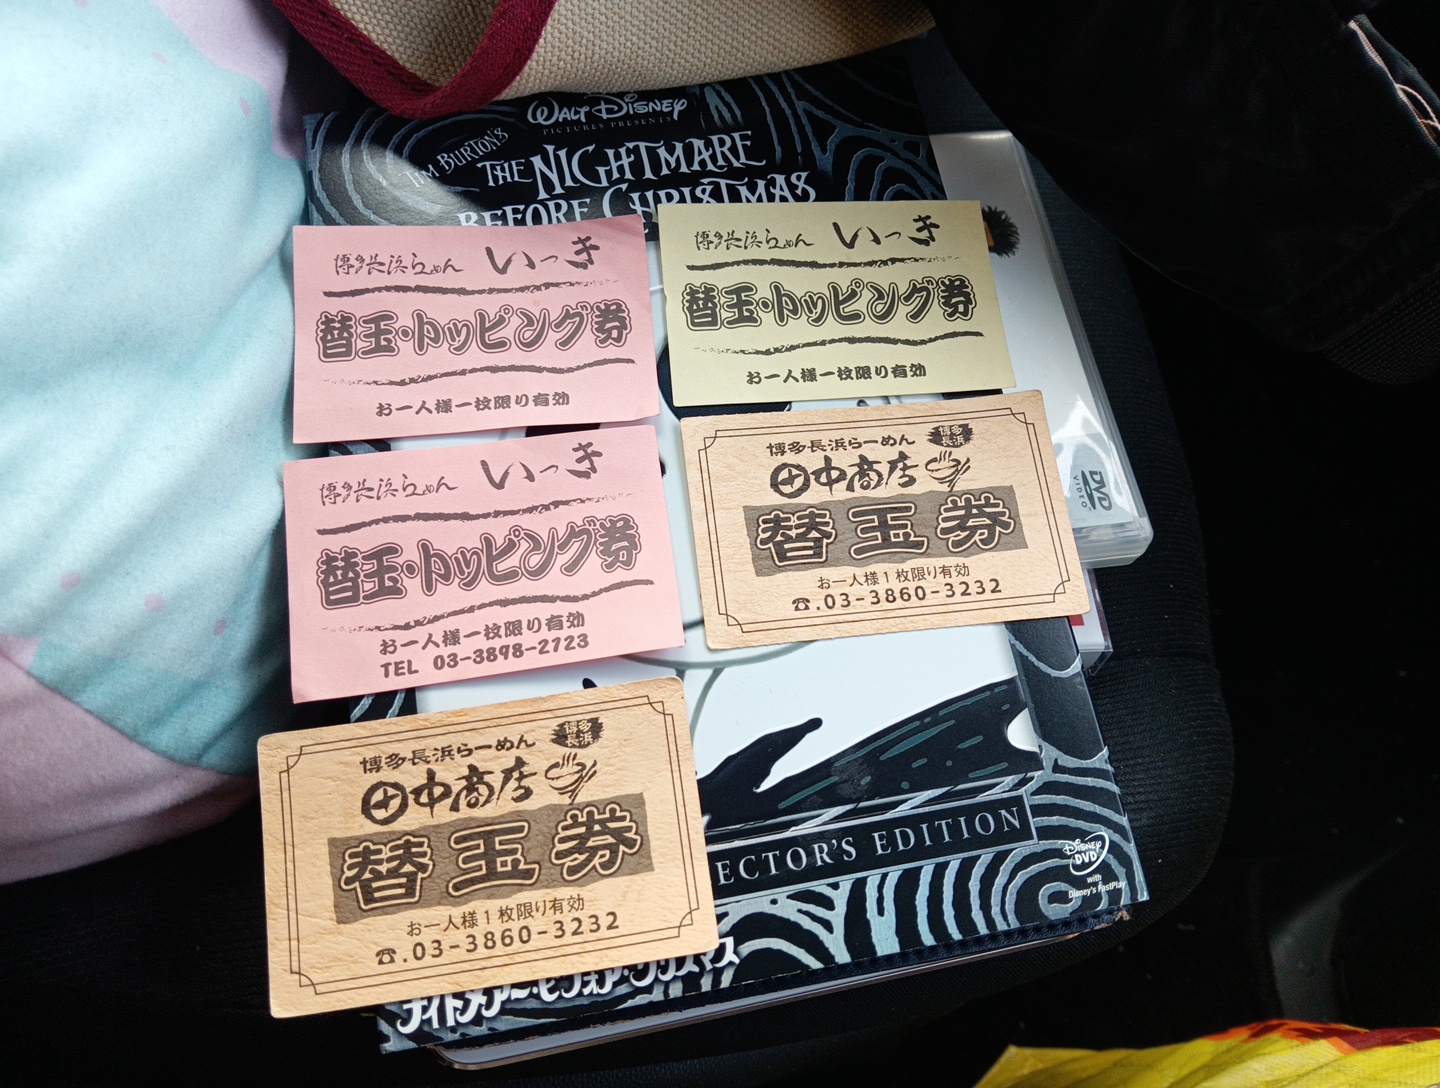 WALT DISNEY
PICTURES PRESENTS
TIM BURTON'S
THE NIGHTMARE
BEFORE CHRISTMAS
博多長浜らーめん いっき
替玉・トッピング券
お一人様一枚限り有効
博多長浜らーめん いっき
替玉・トッピング券
お一人様一枚限り有効
博多長浜らーめん いっき
替玉・トッピング券
お一人様一枚限り有効
TEL 03-3898-2723
博多長浜らーめん 博多長浜
田中商店
替玉券
お一人様1枚限り有効
☎.03-3860-3232
DVD
VIDEO
博多長浜らーめん 博多長浜
田中商店
替玉券
お一人様1枚限り有効
☎.03-3860-3232
ECTOR'S EDITION
DISNEY
DVD
with
Disney's FastPlay
ナイトメアー・ビフォア・クリスマス